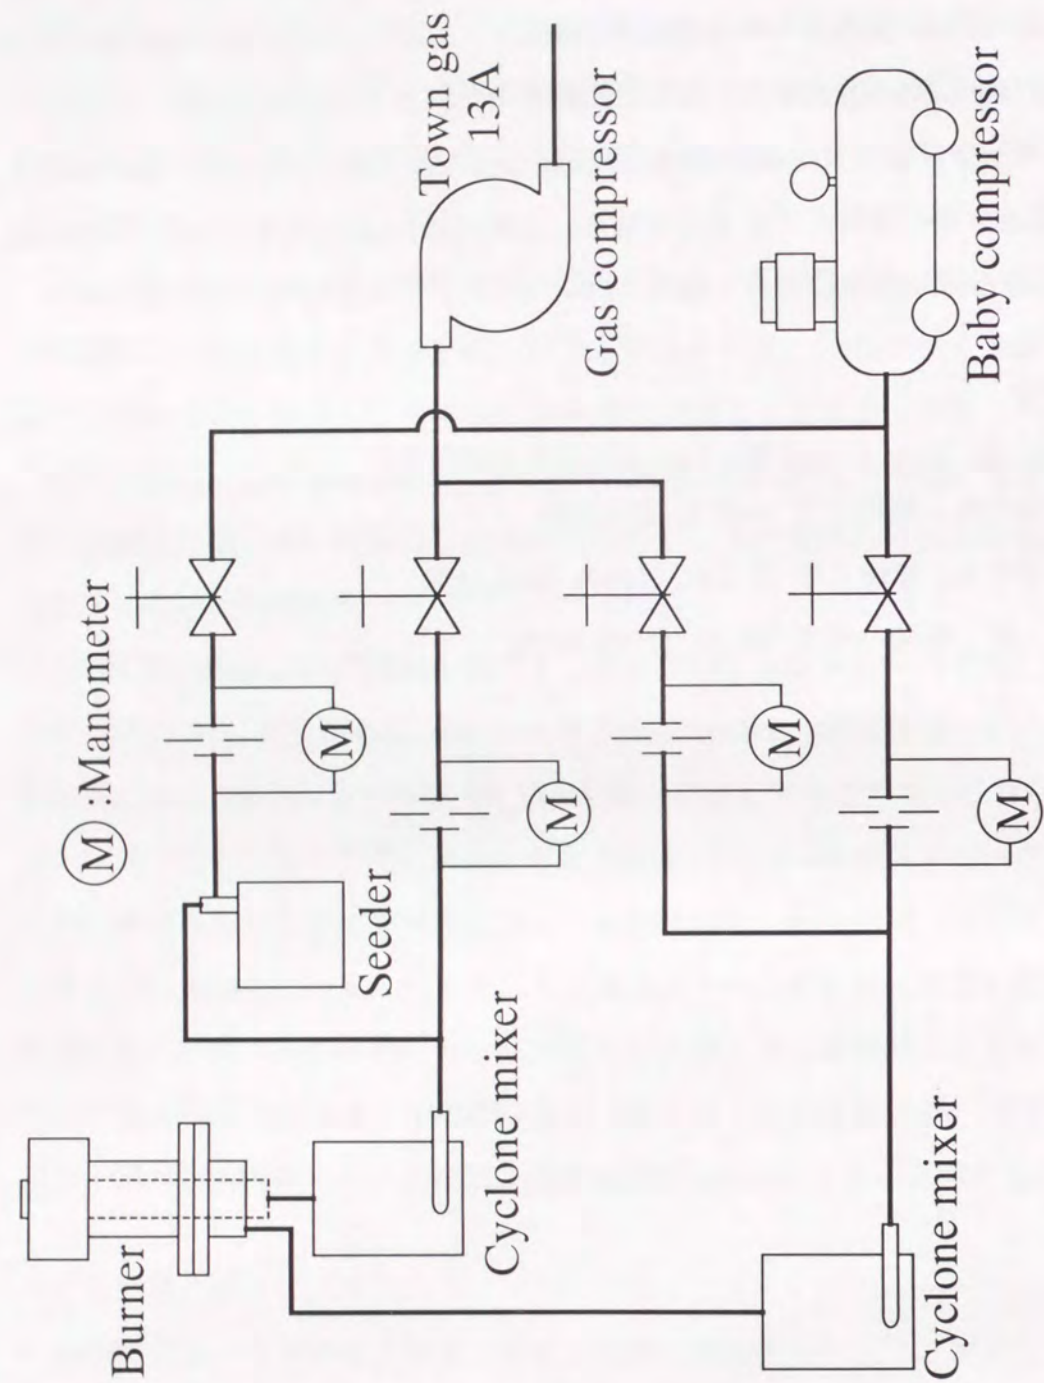 Burner
Cyclone mixer
Cyclone mixer
Seeder
M :Manometer
M
M
M
M
Town gas
13A
Gas compressor
Baby compressor